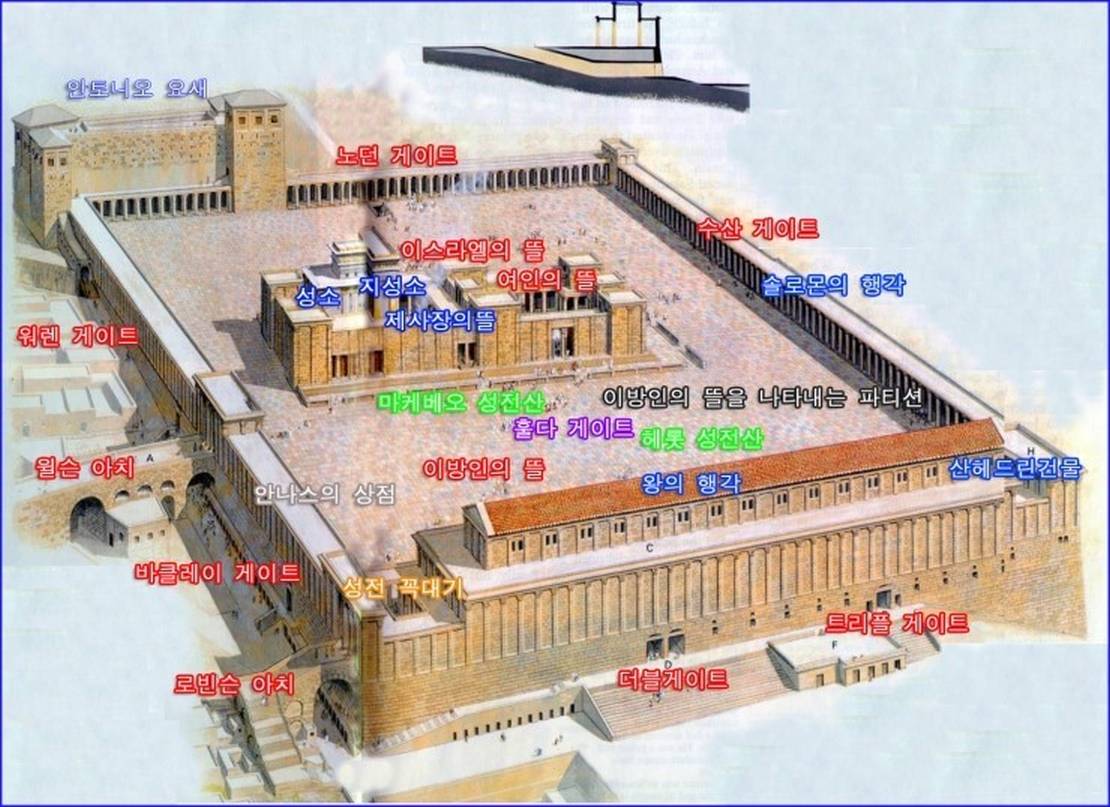 안토니오 요새
노던 게이트
수산 게이트
이스라엘의 뜰
여인의 뜰
솔로몬의 행각
성소
지성소
제사장의뜰
워렌 게이트
마케베오 성전산
이방인의 뜰을 나타내는 파티션
훌다 게이트
헤롯 성전산
윌슨 아치
A
이방인의 뜰
H
산헤드린건물
왕의 행각
안나스의 상점
C
바클레이 게이트
성전 꼭대기
트리플 게이트
F
D
더블게이트
로빈슨 아치